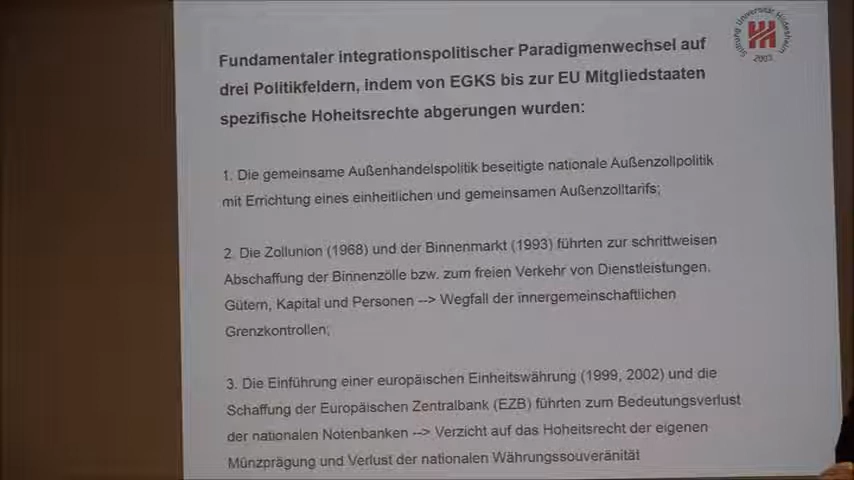 Stiftung Universität Hildesheim
2003
Fundamentaler integrationspolitischer Paradigmenwechsel auf
drei Politikfeldern, indem von EGKS bis zur EU Mitgliedstaaten
spezifische Hoheitsrechte abgerungen wurden:
1. Die gemeinsame Außenhandelspolitik beseitigte nationale Außenzollpolitik
mit Errichtung eines einheitlichen und gemeinsamen Außenzolltarifs;
2. Die Zollunion (1968) und der Binnenmarkt (1993) führten zur schrittweisen
Abschaffung der Binnenzölle bzw. zum freien Verkehr von Dienstleistungen,
Gütern, Kapital und Personen --> Wegfall der innergemeinschaftlichen
Grenzkontrollen;
3. Die Einführung einer europäischen Einheitswährung (1999, 2002) und die
Schaffung der Europäischen Zentralbank (EZB) führten zum Bedeutungsverlust
der nationalen Notenbanken --> Verzicht auf das Hoheitsrecht der eigenen
Münzprägung und Verlust der nationalen Währungssouveränität